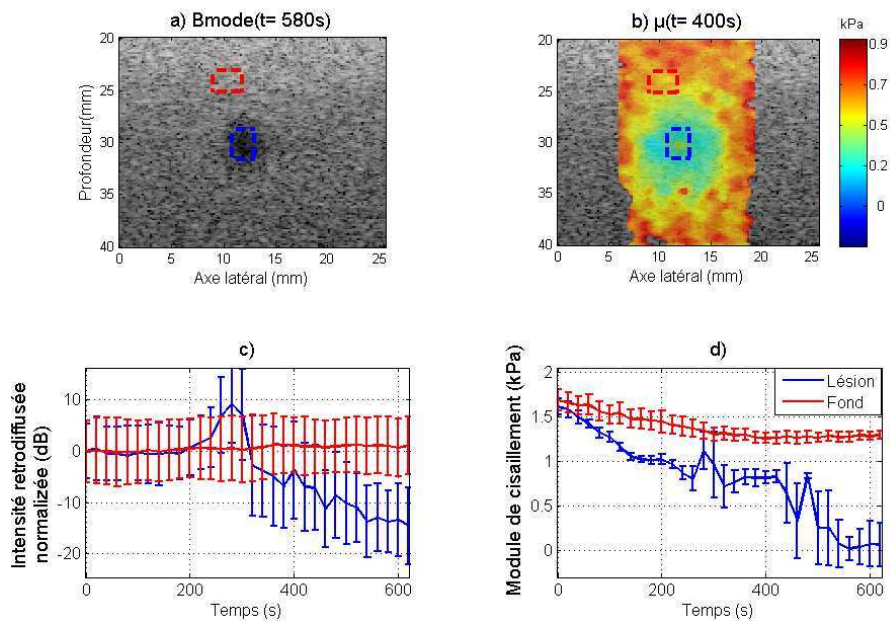 a) Bmode(t= 580s)
20
25
30
35
40
Profondeur(mm)
0 5 10 15 20 25
Axe latéral (mm)
b) μ(t= 400s)
20
25
30
35
40
0 5 10 15 20 25
Axe latéral (mm)
kPa
0.9
0.6
0.2
0
c)
10
0
-10
-20
Intensité retrodiffusée
normalizée (dB)
0 200 400 600
Temps (s)
d)
2
1.5
1
0.5
0
Module de cisaillement (kPa)
0 200 400 600
Temps (s)
Lésion
Fond